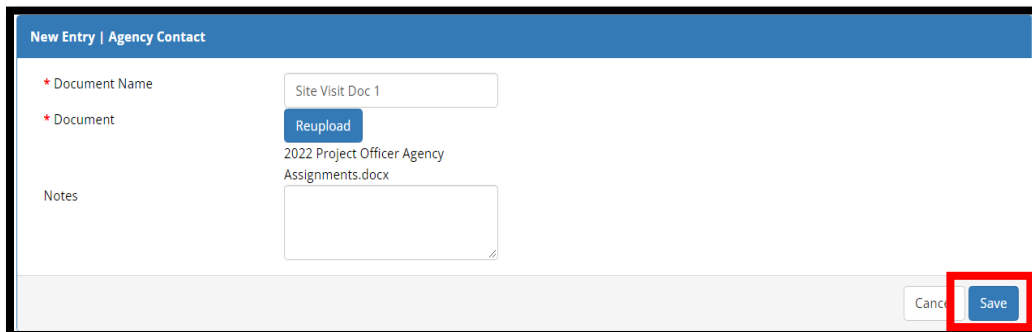 New Entry | Agency Contact
* Document Name
Site Visit Doc 1
* Document
Reupload
2022 Project Officer Agency
Assignments.docx
Notes
Cancel Save